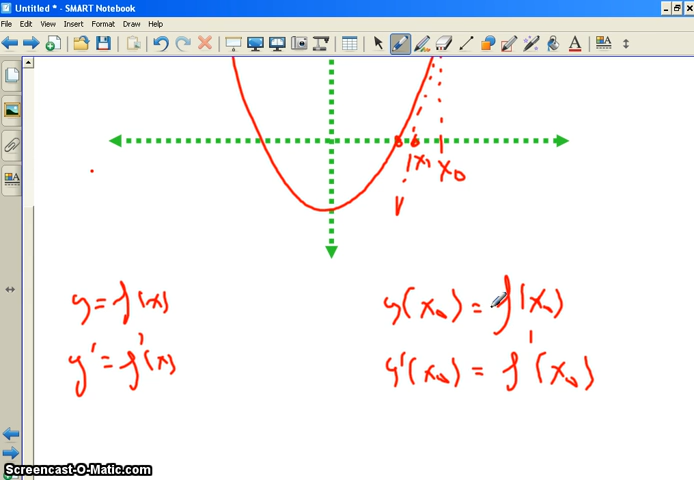 Untitled * - SMART Notebook
File Edit View Insert Format Draw Help
x₁
x₀
y = f(x)
y(x₀) = f(x₀)
y' = f'(x)
y'(x₀) = f'(x₀)
Screencast-O-Matic.com